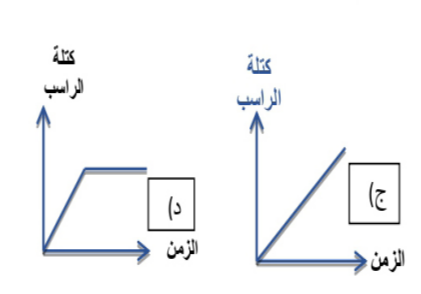 كتلة
الراسب
ج)
الزمن
كتلة
الراسب
د)
الزمن